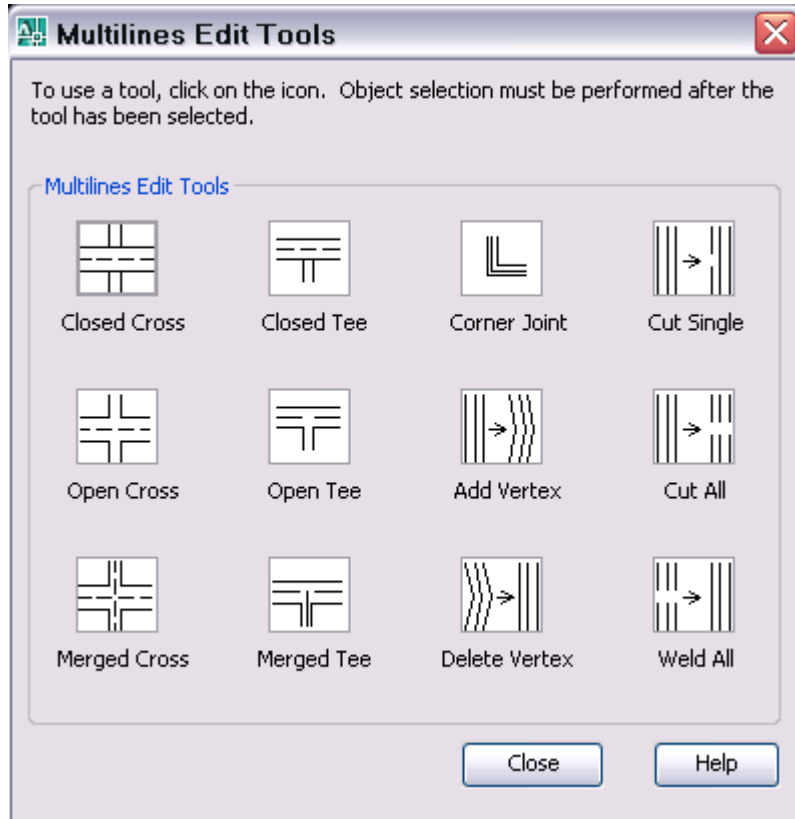 Multilines Edit Tools
To use a tool, click on the icon. Object selection must be performed after the
tool has been selected.
Multilines Edit Tools
Closed Cross
Closed Tee
Corner Joint
Cut Single
Open Cross
Open Tee
Add Vertex
Cut All
Merged Cross
Merged Tee
Delete Vertex
Weld All
Close
Help